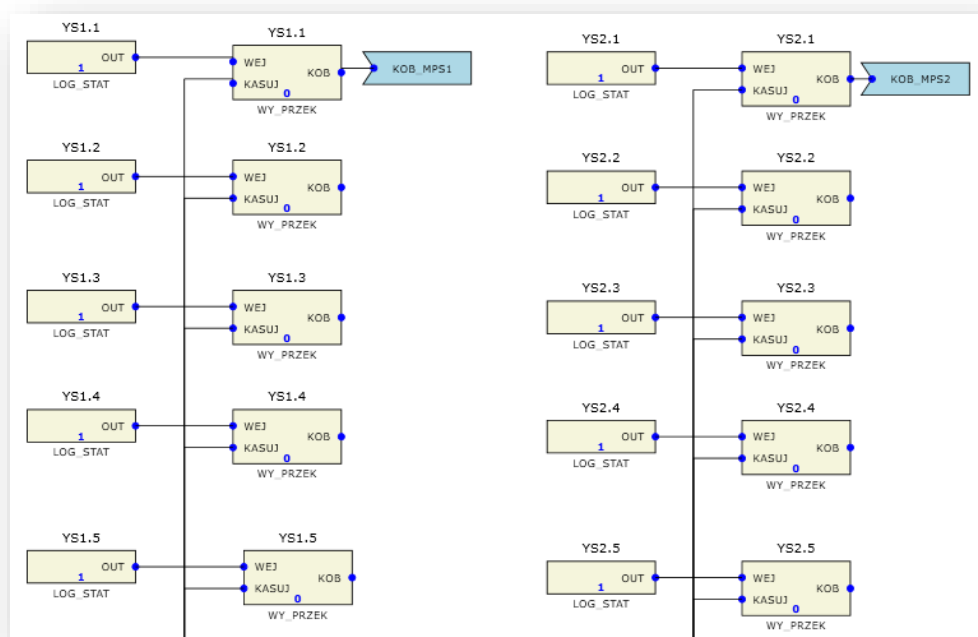 YS1.1
OUT
1
LOG_STAT
YS1.1
WEJ
KOB
KASUJ
0
WY_PRZEK
KOB_MPS1
YS2.1
OUT
1
LOG_STAT
YS2.1
WEJ
KOB
KASUJ
0
WY_PRZEK
KOB_MPS2
YS1.2
OUT
1
LOG_STAT
YS1.2
WEJ
KOB
KASUJ
0
WY_PRZEK
YS2.2
OUT
1
LOG_STAT
YS2.2
WEJ
KOB
KASUJ
0
WY_PRZEK
YS1.3
OUT
1
LOG_STAT
YS1.3
WEJ
KOB
KASUJ
0
WY_PRZEK
YS2.3
OUT
1
LOG_STAT
YS2.3
WEJ
KOB
KASUJ
0
WY_PRZEK
YS1.4
OUT
1
LOG_STAT
YS1.4
WEJ
KOB
KASUJ
0
WY_PRZEK
YS2.4
OUT
1
LOG_STAT
YS2.4
WEJ
KOB
KASUJ
0
WY_PRZEK
YS1.5
OUT
1
LOG_STAT
YS1.5
WEJ
KOB
KASUJ
0
WY_PRZEK
YS2.5
OUT
1
LOG_STAT
YS2.5
WEJ
KOB
KASUJ
0
WY_PRZEK